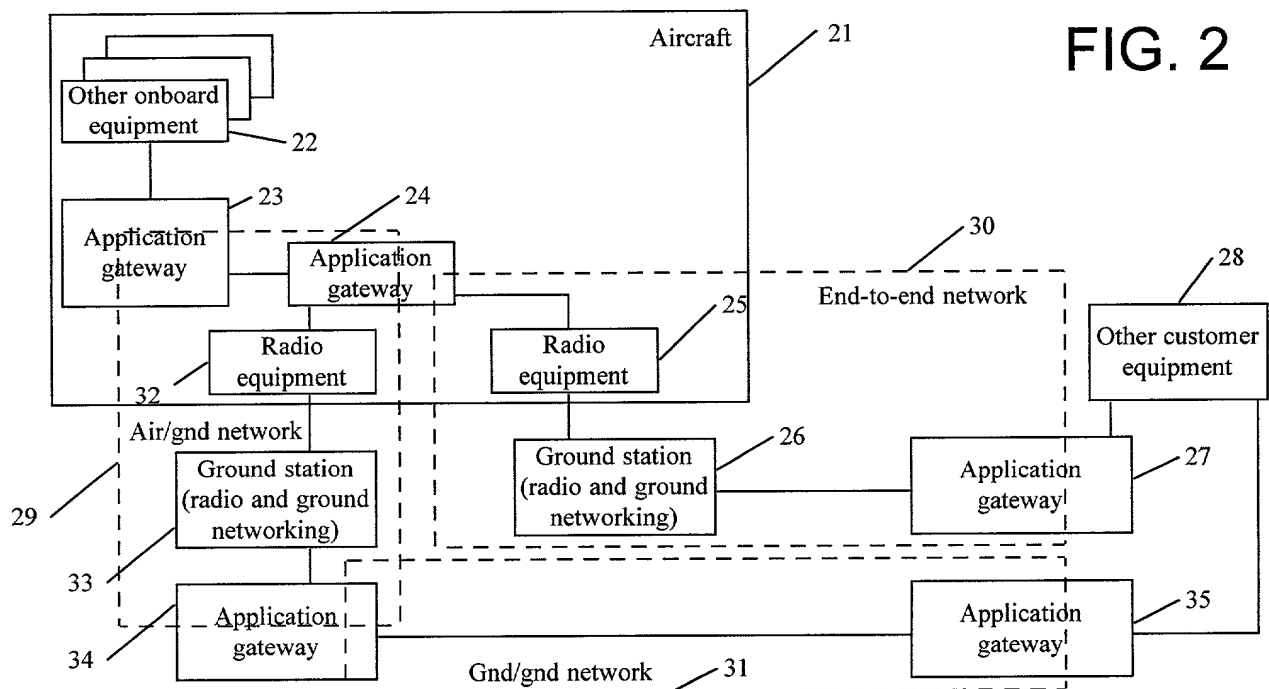 FIG. 2
Aircraft
21
Other onboard
equipment
22
23
24
Application
gateway
Application
gateway
30
End-to-end network
28
25
Other customer
equipment
Radio
equipment
32
Radio
equipment
Air/gnd network
26
Ground station
(radio and ground
networking)
Application
gateway
27
Ground station
(radio and ground
networking)
29
33
Application
gateway
34
Application
gateway
35
Gnd/gnd network
31